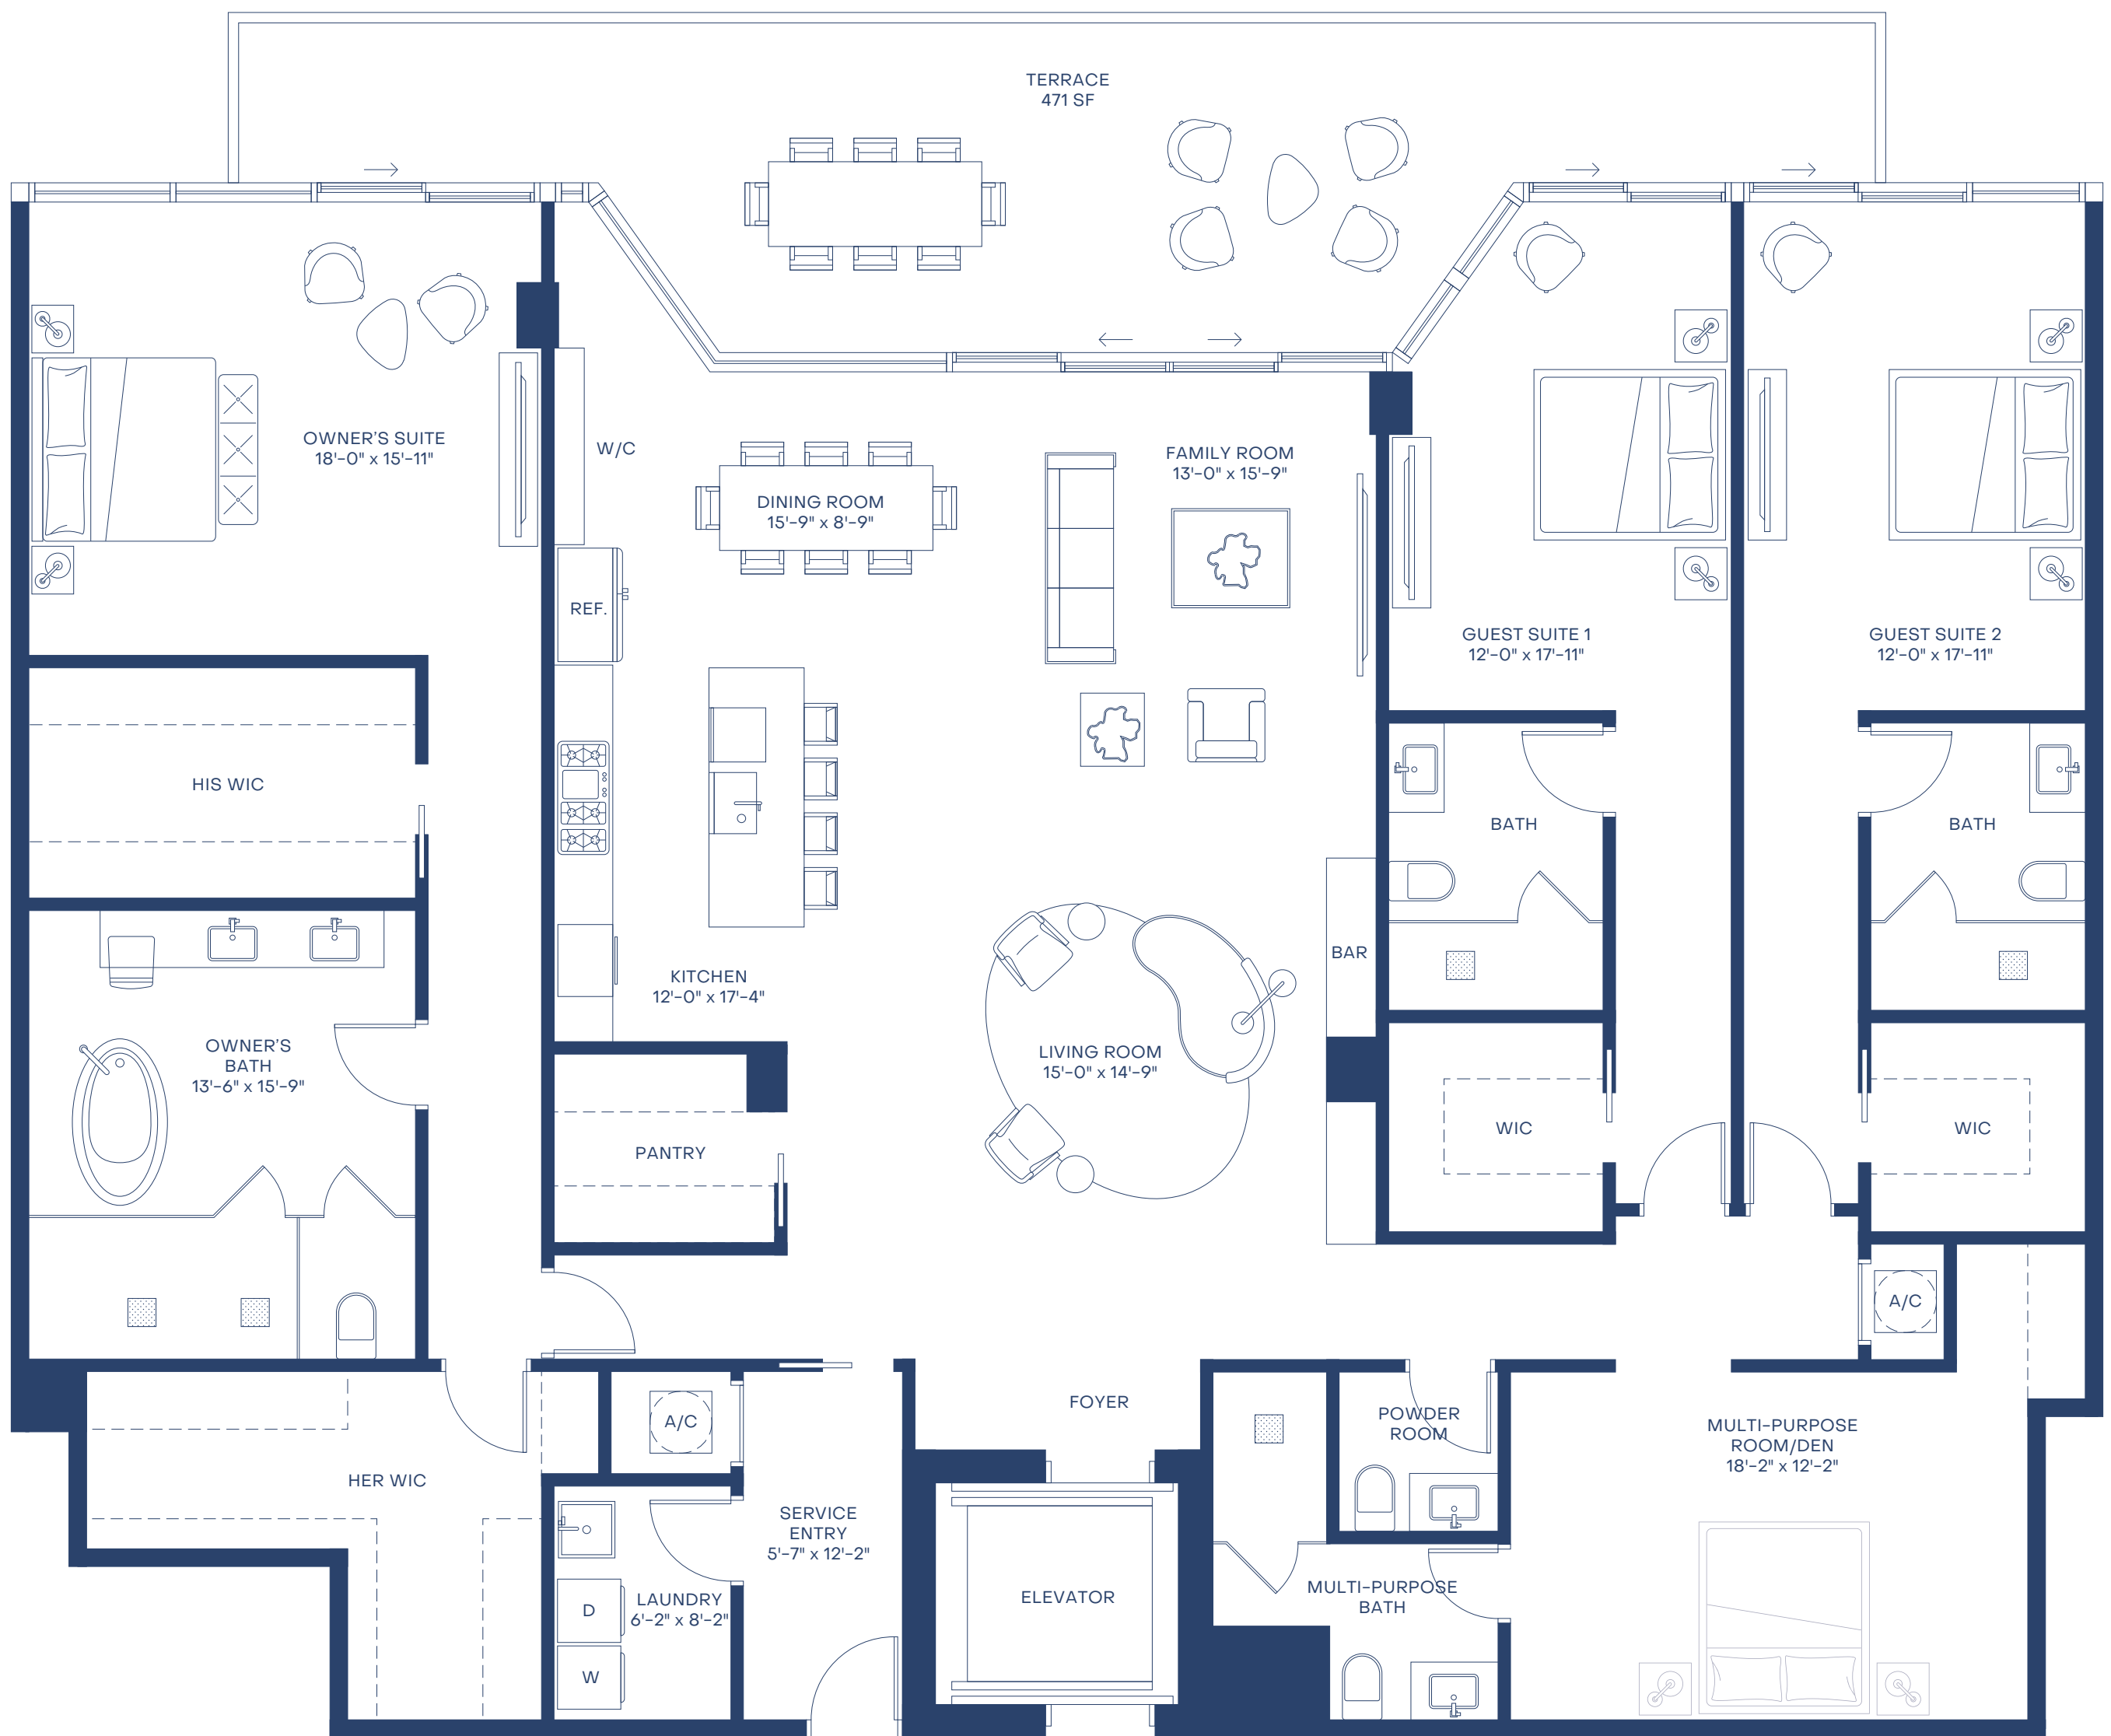 TERRACE
471 SF
OWNER'S SUITE
18'-0" x 15'-11"
W/C
DINING ROOM
15'-9" x 8'-9"
FAMILY ROOM
13'-0" x 15'-9"
REF.
GUEST SUITE 1
12'-0" x 17'-11"
GUEST SUITE 2
12'-0" x 17'-11"
HIS WIC
BATH
BATH
KITCHEN
12'-0" x 17'-4"
BAR
OWNER'S
BATH
13'-6" x 15'-9"
LIVING ROOM
15'-0" x 14'-9"
PANTRY
WIC
WIC
A/C
FOYER
A/C
POWDER
ROOM
MULTI-PURPOSE
ROOM/DEN
18'-2" x 12'-2"
HER WIC
SERVICE
ENTRY
5'-7" x 12'-2"
ELEVATOR
MULTI-PURPOSE
BATH
D
LAUNDRY
6'-2" x 8'-2"
W